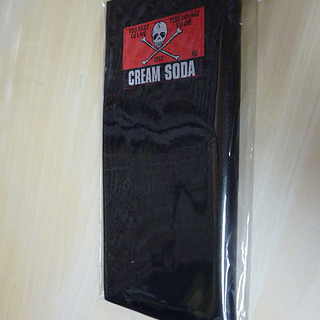 TOO FAST
TO LIVE
TOO YOUNG
TO DIE
CREAM SODA